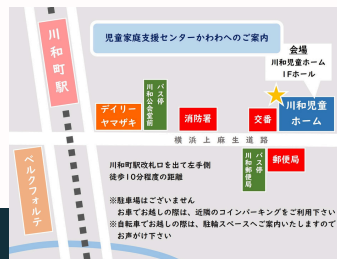 児童家庭支援センターかわわへのご案内
会場
川和児童ホーム
1Fホール
川和町駅
デイリー
ヤマザキ
バス停
川和公会堂前
消防署
交番
川和児童
ホーム
横浜上麻生道路
ベルクフォルテ
バス停
川和郵便局
郵便局
川和町駅改札口を出て左手側
徒歩10分程度の距離
※駐車場はございません
お車でお越しの際は、近隣のコインパーキングをご利用下さい
※自転車でお越しの際は、駐輪スペースへご案内いたしますので
お声がけ下さい